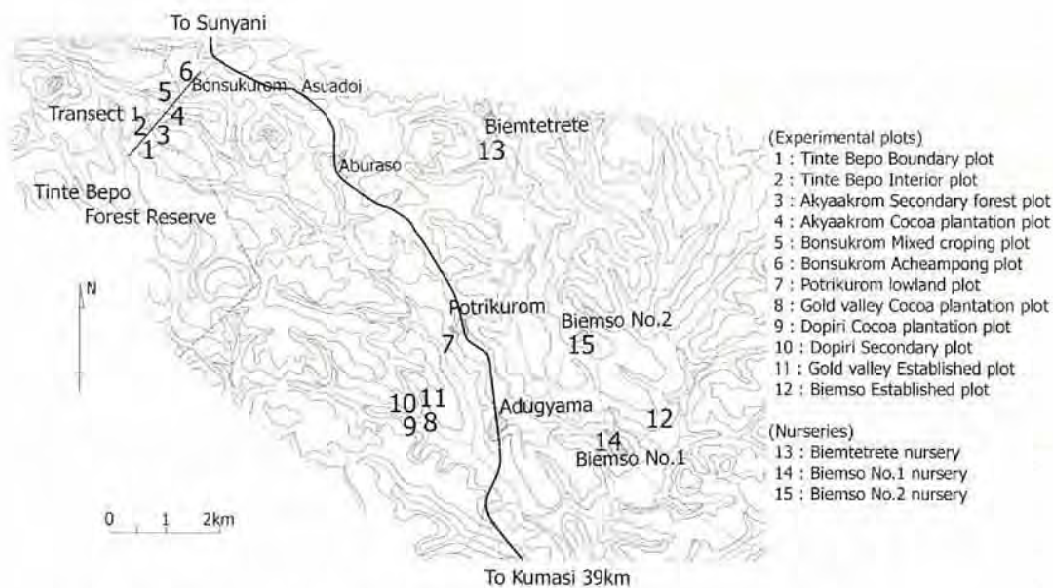 To Sunyani
6
Bonsukurom
Asuadoi
5
Transect 1
4
2
3
1
Biemtetrete
13
Aburaso
Tinte Bepo
Forest Reserve
N
Potrikurom
7
Biemso No.2
15
10
11
9
8
Adugyama
12
14
Biemso No.1
0 1 2km
To Kumasi 39km
(Experimental plots)
1 : Tinte Bepo Boundary plot
2 : Tinte Bepo Interior plot
3 : Akyaakrom Secondary forest plot
4 : Akyaakrom Cocoa plantation plot
5 : Bonsukrom Mixed croping plot
6 : Bonsukrom Acheampong plot
7 : Potrikurom lowland plot
8 : Gold valley Cocoa plantation plot
9 : Dopiri Cocoa plantation plot
10 : Dopiri Secondary plot
11 : Gold valley Established plot
12 : Biemso Established plot
(Nurseries)
13 : Biemtetrete nursery
14 : Biemso No.1 nursery
15 : Biemso No.2 nursery